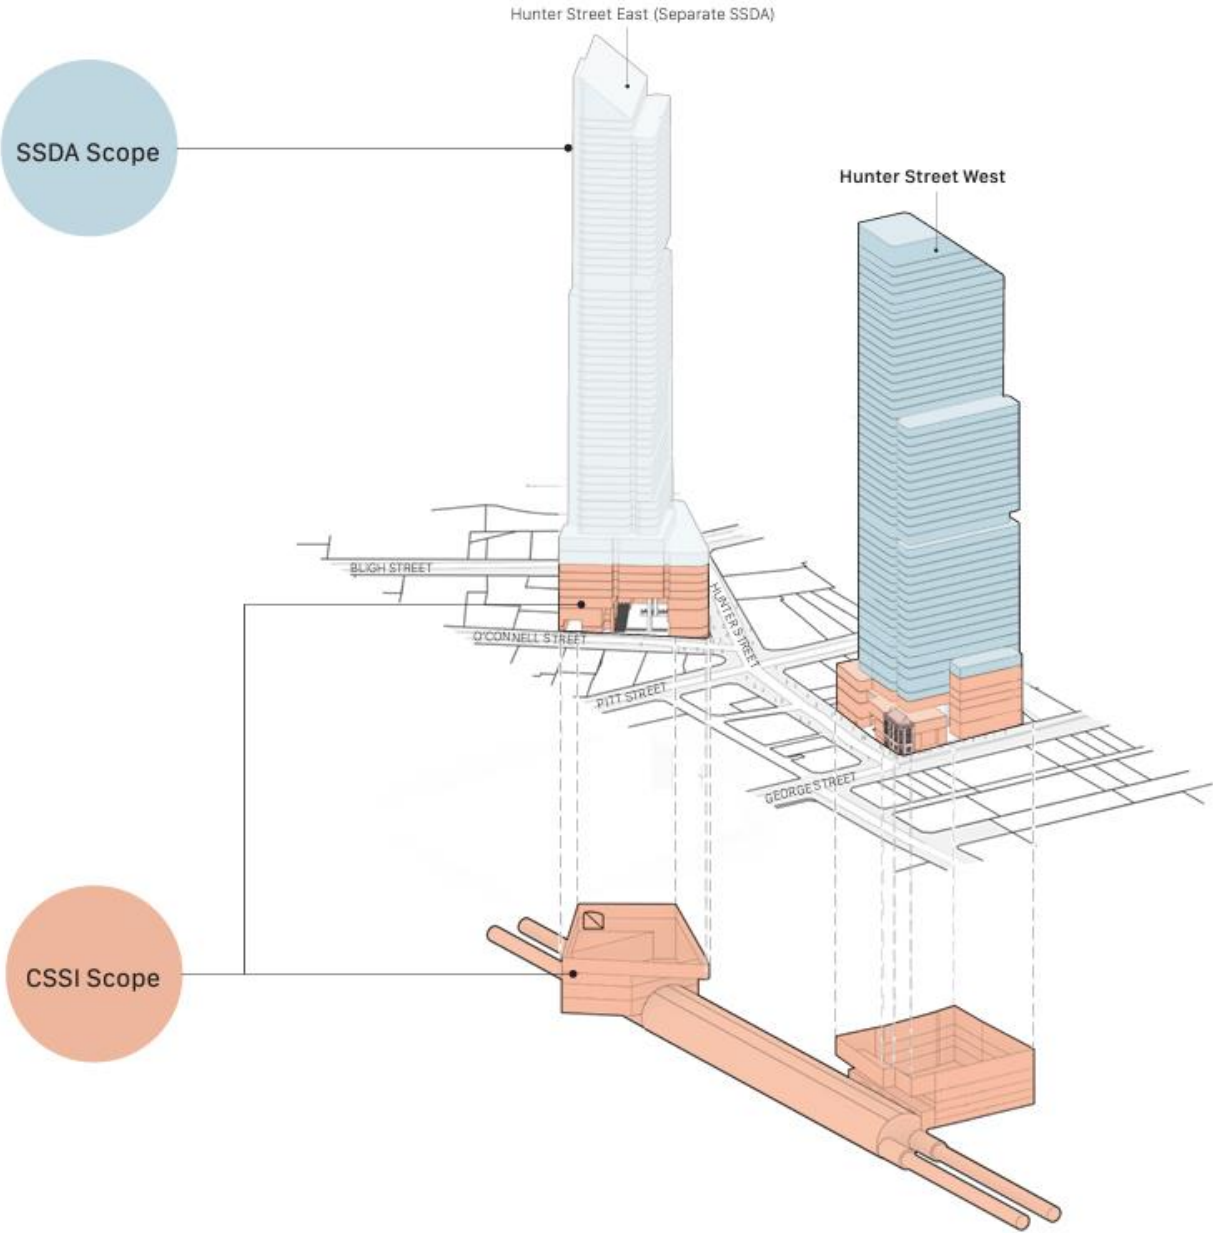 Hunter Street East (Separate SSDA)
SSDA Scope
Hunter Street West
BLIGH STREET
HUNTER STREET
O'CONNELL STREET
PITT STREET
GEORGE STREET
CSSI Scope